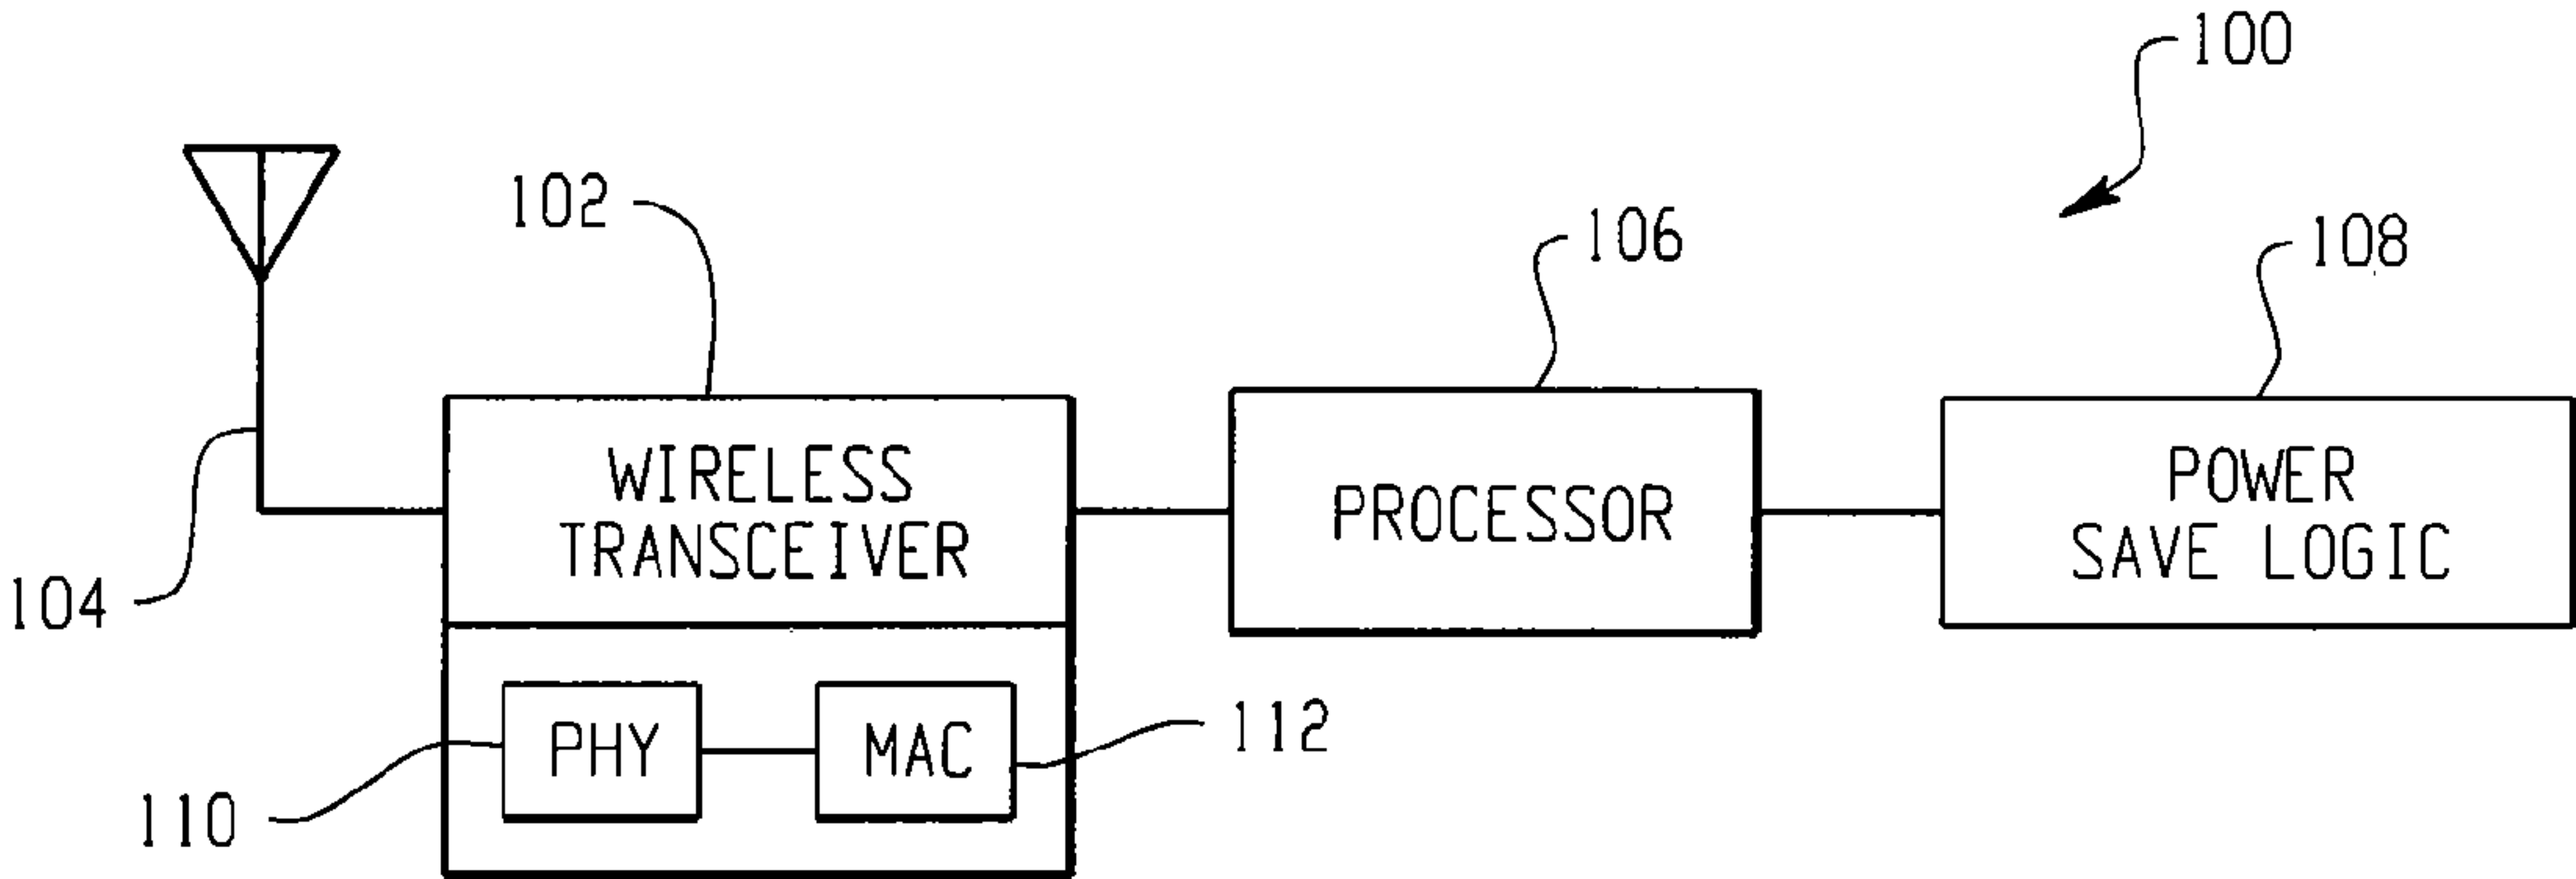 100
102
106
108
WIRELESS
TRANSCEIVER
PROCESSOR
POWER
SAVE LOGIC
104
PHY
MAC
112
110